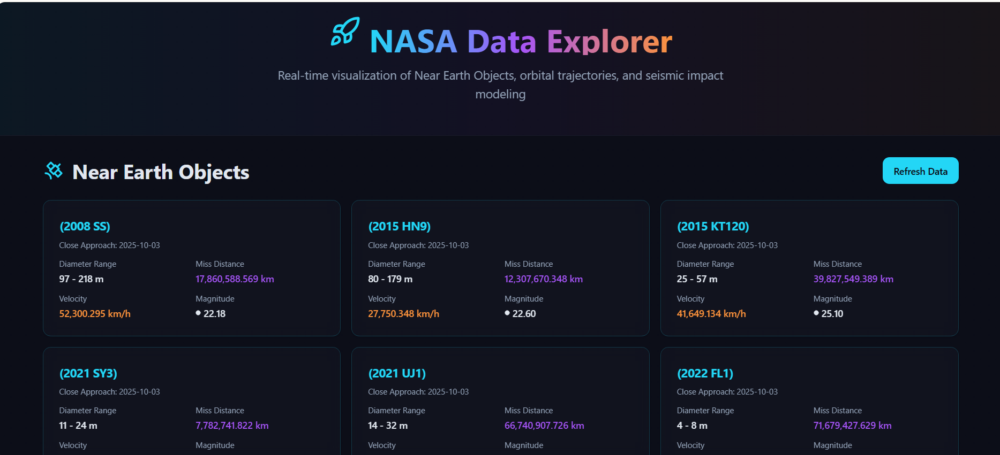 NASA Data Explorer
Real-time visualization of Near Earth Objects, orbital trajectories, and seismic impact
modeling
Near Earth Objects
Refresh Data
(2008 SS)
Close Approach: 2025-10-03
Diameter Range
Miss Distance
97 - 218 m
17,860,588.569 km
Velocity
Magnitude
52,300.295 km/h
22.18
(2015 HN9)
Close Approach: 2025-10-03
Diameter Range
Miss Distance
80 - 179 m
12,307,670.348 km
Velocity
Magnitude
27,750.348 km/h
22.60
(2015 KT120)
Close Approach: 2025-10-03
Diameter Range
Miss Distance
25 - 57 m
39,827,549.389 km
Velocity
Magnitude
41,649.134 km/h
25.10
(2021 SY3)
Close Approach: 2025-10-03
Diameter Range
Miss Distance
11 - 24 m
7,782,741.822 km
Velocity
Magnitude
(2021 UJ1)
Close Approach: 2025-10-03
Diameter Range
Miss Distance
14 - 32 m
66,740,907.726 km
Velocity
Magnitude
(2022 FL1)
Close Approach: 2025-10-03
Diameter Range
Miss Distance
4 - 8 m
71,679,427.629 km
Velocity
Magnitude